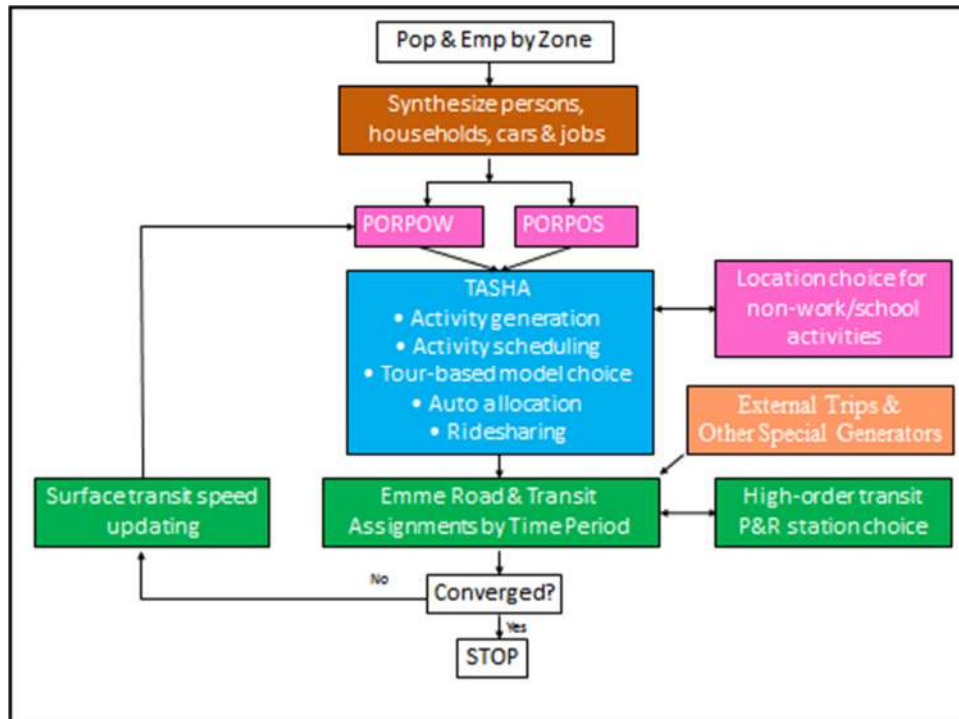 Pop & Emp by Zone
Synthesize persons,
households, cars & jobs
PORPOW
PORPOS
TASHA
• Activity generation
• Activity scheduling
• Tour-based model choice
• Auto allocation
• Ridesharing
Location choice for
non-work/school
activities
External Trips &
Other Special Generators
Surface transit speed
updating
Emme Road & Transit
Assignments by Time Period
High-order transit
P&R station choice
No
Converged?
Yes
STOP